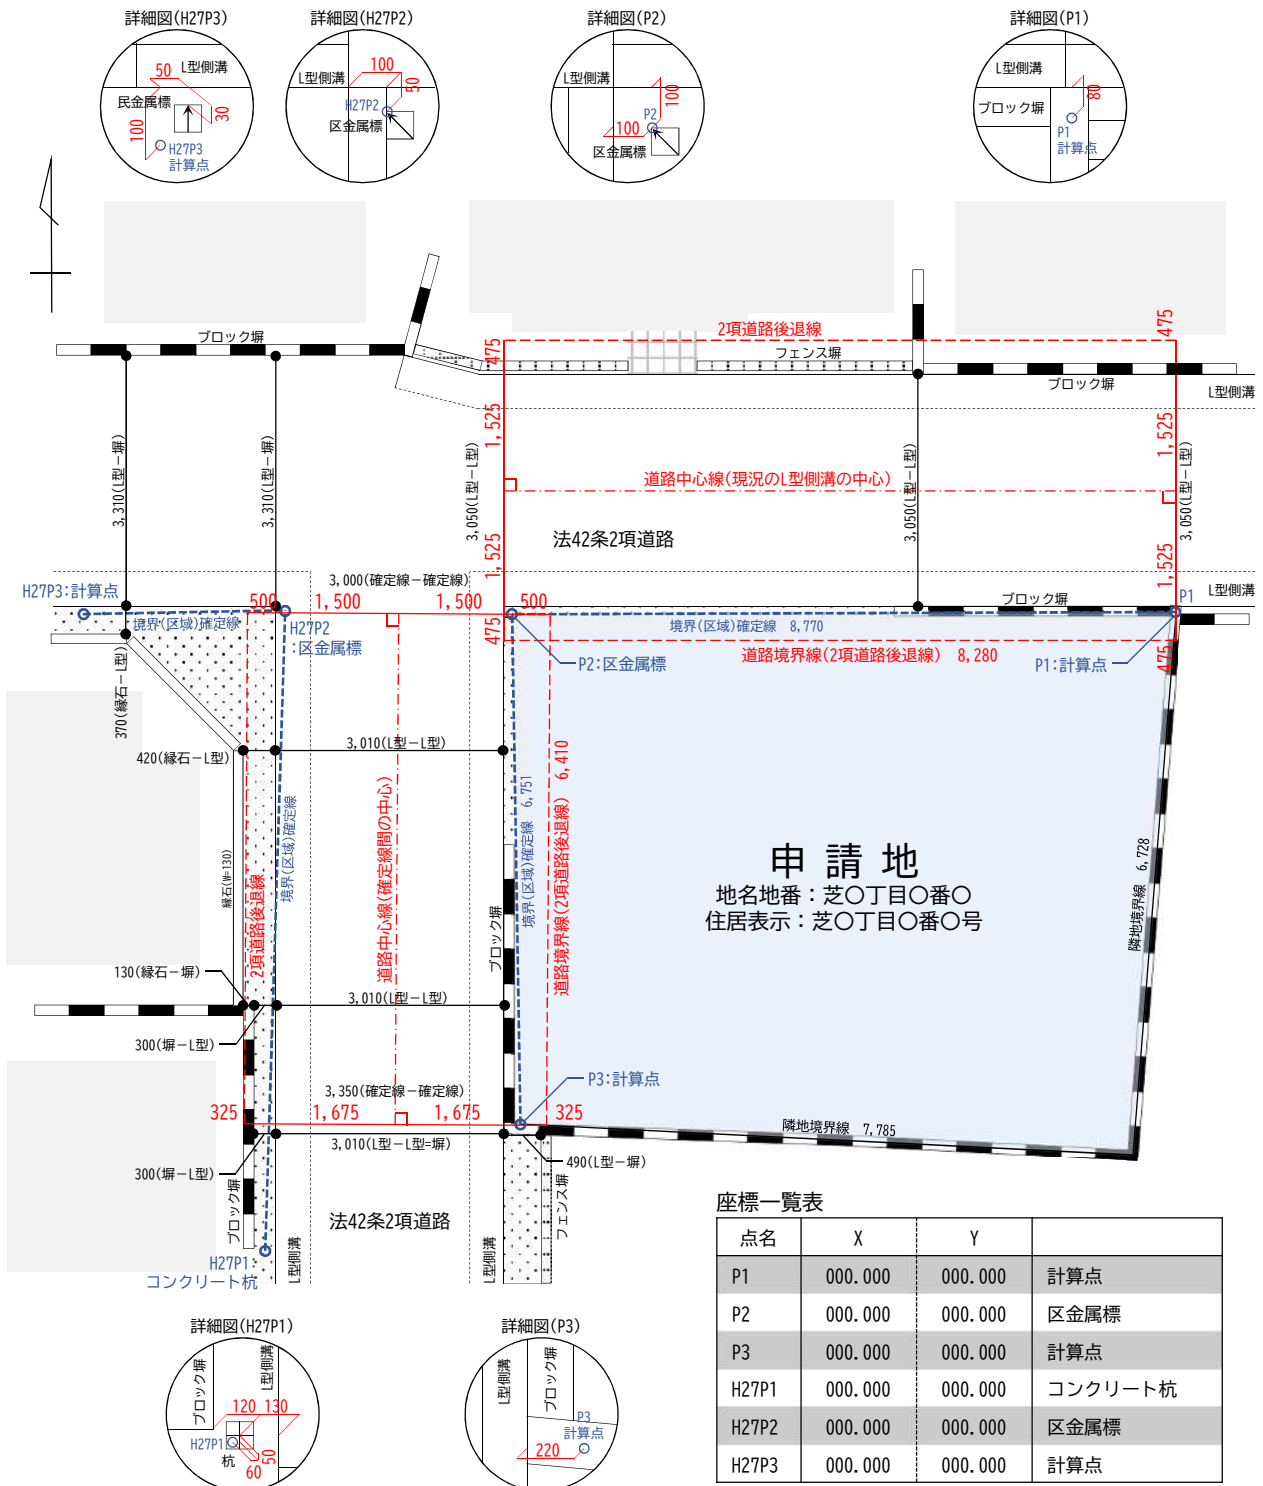 詳細図(H27P3)
詳細図(H27P2)
詳細図(P2)
詳細図(P1)
50
L型側溝
民金属標
30
100
H27P3
計算点
L型側溝
100
50
H27P2
区金属標
L型側溝
100
P2
100
区金属標
L型側溝
80
ブロック塀
P1
計算点
ブロック塀
2項道路後退線
475
475
フェンス塀
ブロック塀
L型側溝
3,310(L型－塀)
3,310(L型－塀)
3,050(L型－L型)
1,525
道路中心線(現況のL型側溝の中心)
3,050(L型－L型)
1,525
3,050(L型－L型)
法42条2項道路
1,525
1,525
3,000(確定線－確定線)
H27P3:計算点
500
1,500
1,500
500
ブロック塀
P1
L型側溝
境界(区域)確定線
H27P2
:区金属標
475
境界(区域)確定線 8,770
道路境界線(2項道路後退線) 8,280
475
P2:区金属標
P1:計算点
370(縁石－L型)
420(縁石－L型)
3,010(L型－L型)
縁石(W=130)
2項道路後退線
境界(区域)確定線
道路中心線(確定線間の中心)
ブロック塀
境界(区域)確定線 6,751
道路境界線(2項道路後退線) 6,410
申請地
地名地番：芝〇丁目〇番〇
住居表示：芝〇丁目〇番〇号
隣地境界線 6,728
130(縁石－塀)
3,010(L型－L型)
300(塀－L型)
3,350(確定線－確定線)
P3:計算点
325
1,675
1,675
325
隣地境界線 7,785
3,010(L型－L型=塀)
300(塀－L型)
490(L型－塀)
ブロック塀
法42条2項道路
フェンス塀
L型側溝
L型側溝
H27P1:
コンクリート杭
詳細図(H27P1)
詳細図(P3)
ブロック塀
L型側溝
120
130
H27P1
杭
60
50
L型側溝
ブロック塀
P3
計算点
220
座標一覧表
点名 X Y
P1 000.000 000.000 計算点
P2 000.000 000.000 区金属標
P3 000.000 000.000 計算点
H27P1 000.000 000.000 コンクリート杭
H27P2 000.000 000.000 区金属標
H27P3 000.000 000.000 計算点